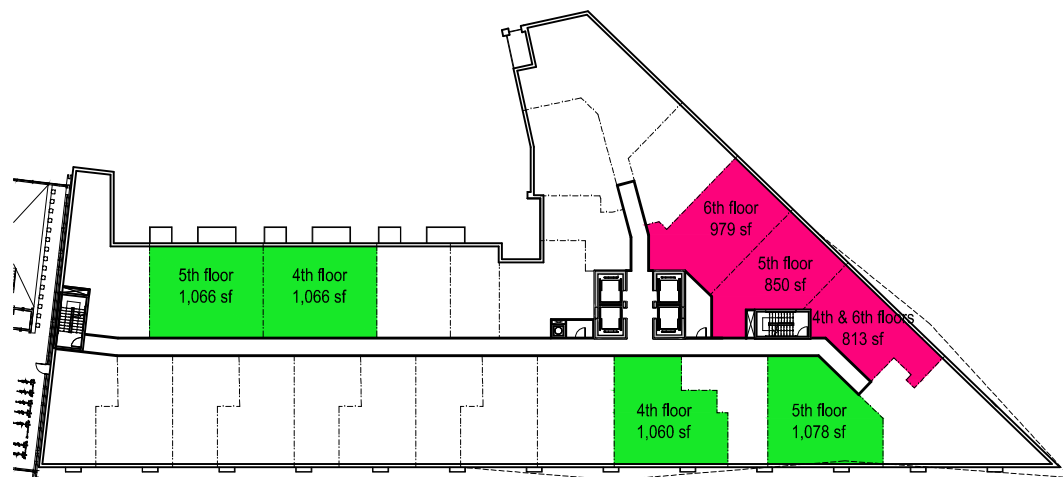 6th floor
979 sf
5th floor
850 sf
4th & 6th floors
813 sf
5th floor
1,066 sf
4th floor
1,066 sf
4th floor
1,060 sf
5th floor
1,078 sf